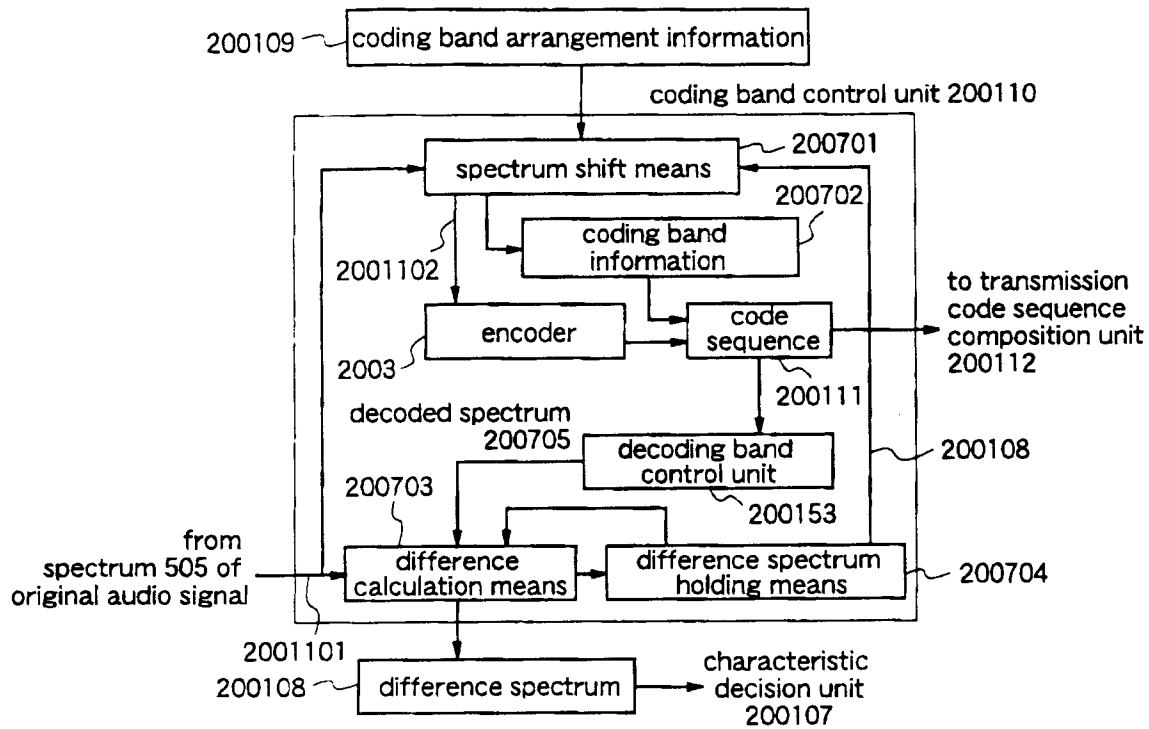 200109
coding band arrangement information
coding band control unit 200110
200701
spectrum shift means
200702
coding band
information
2001102
to transmission
code sequence
composition unit
200112
code
sequence
encoder
2003
200111
decoded spectrum
200705
decoding band
control unit
200108
200703
200153
from
spectrum 505 of
original audio signal
difference
calculation means
difference spectrum
holding means
200704
2001101
200108
difference spectrum
characteristic
decision unit
200107